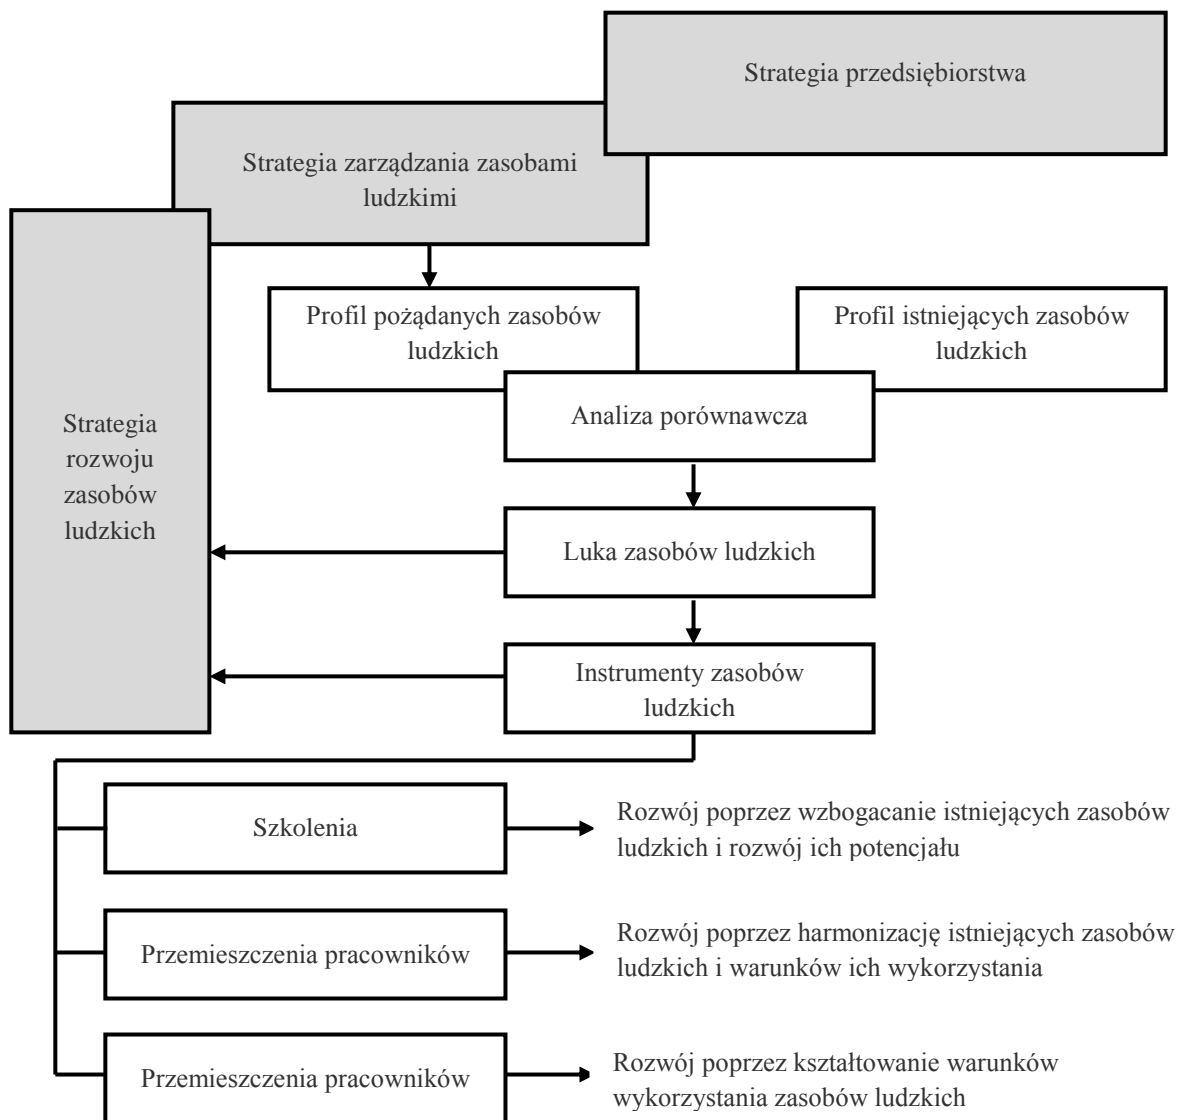 Strategia przedsiębiorstwa
Strategia zarządzania zasobami
ludzkimi
Profil pożądanych zasobów
ludzkich
Profil istniejących zasobów
ludzkich
Analiza porównawcza
Strategia
rozwoju
zasobów
ludzkich
Luka zasobów ludzkich
Instrumenty zasobów
ludzkich
Szkolenia
Rozwój poprzez wzbogacanie istniejących zasobów
ludzkich i rozwój ich potencjału
Przemieszczenia pracowników
Rozwój poprzez harmonizację istniejących zasobów
ludzkich i warunków ich wykorzystania
Przemieszczenia pracowników
Rozwój poprzez kształtowanie warunków
wykorzystania zasobów ludzkich